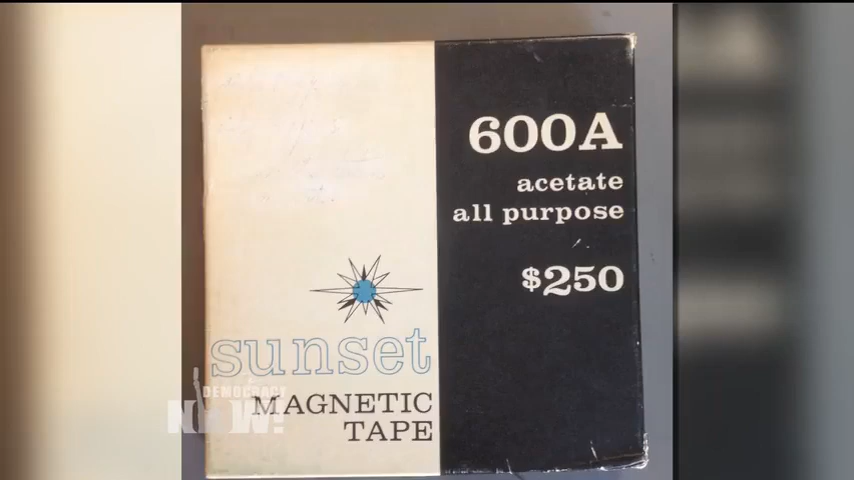 600A
acetate
all purpose
$250
sunset
MAGNETIC
TAPE
DEMOCRACY
NOW!